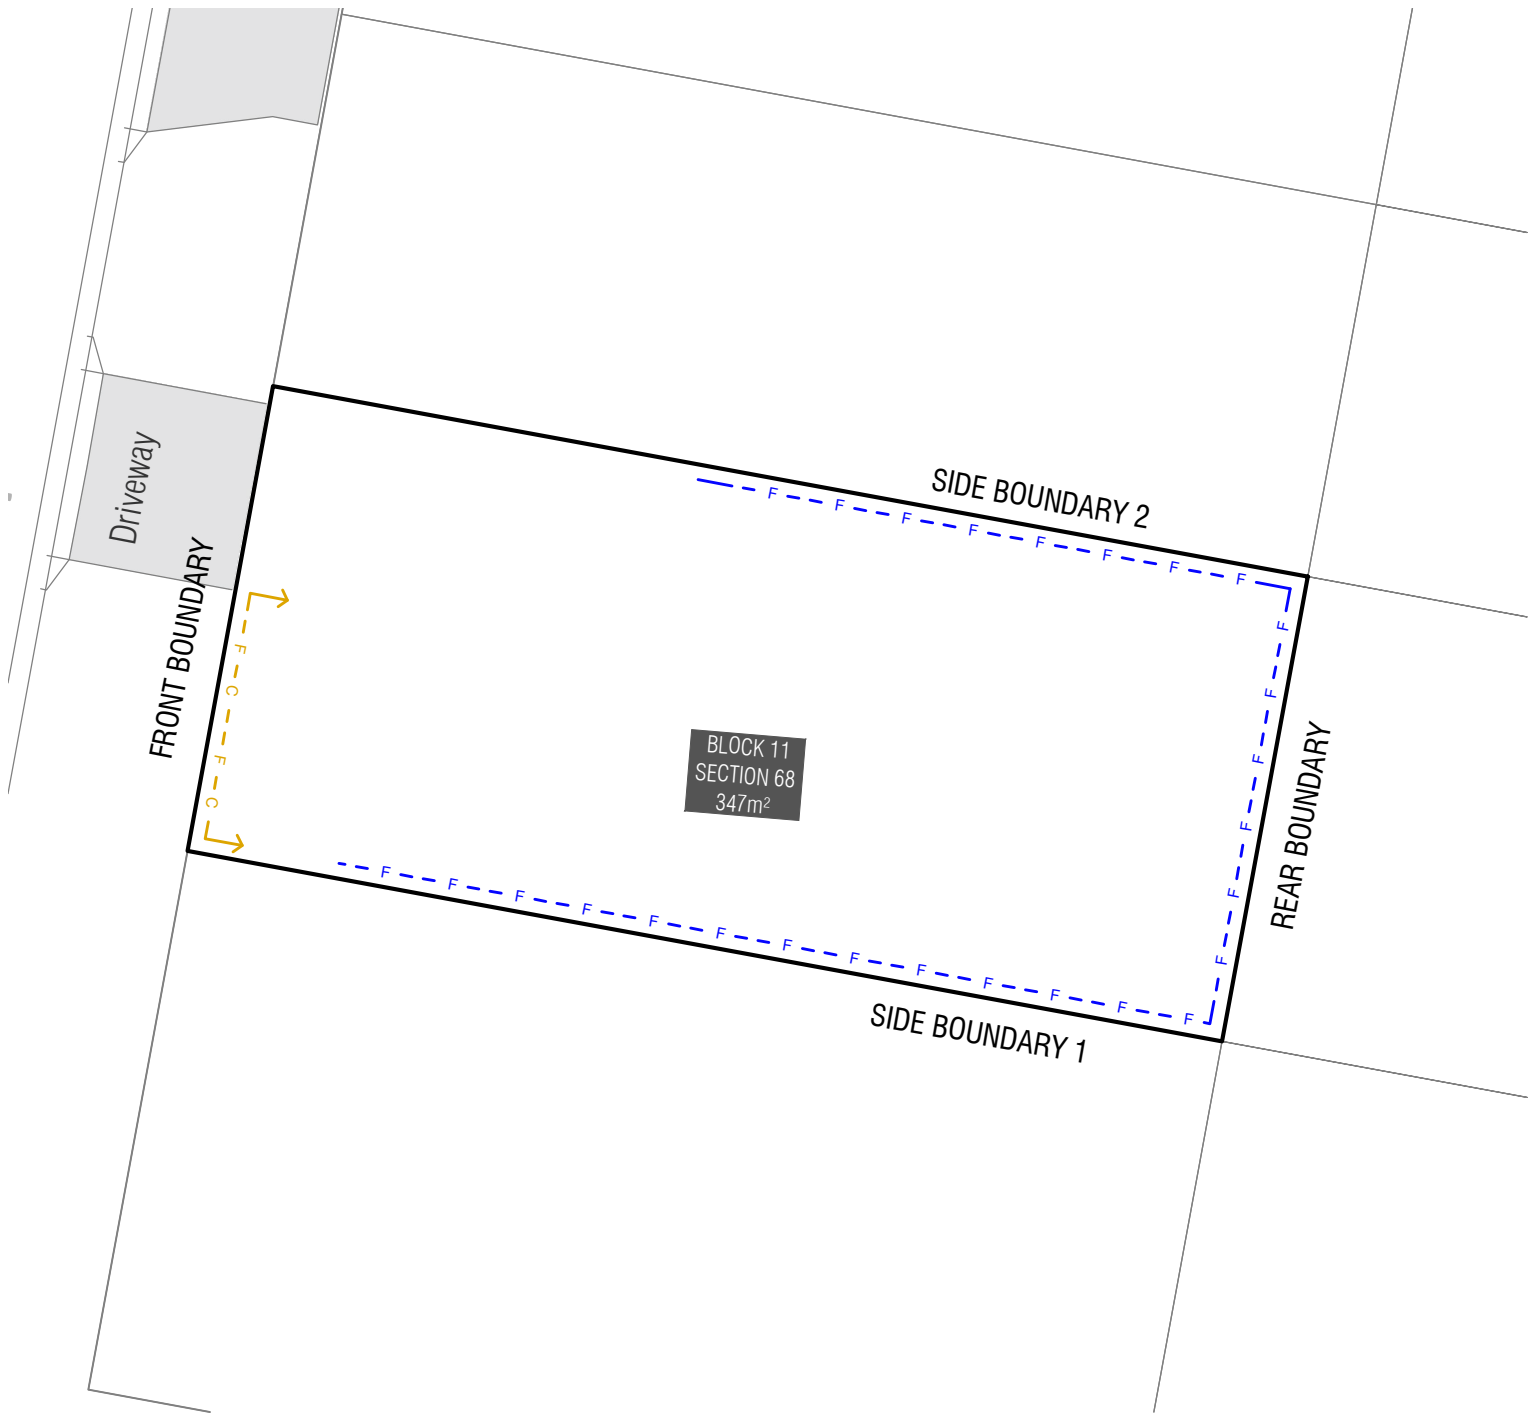 Driveway
FRONT BOUNDARY
SIDE BOUNDARY 2
F F F F F F F F
F C F C
BLOCK 11
SECTION 68
347m²
F F F F F F
REAR BOUNDARY
F F F F F F F F F F F F F
SIDE BOUNDARY 1